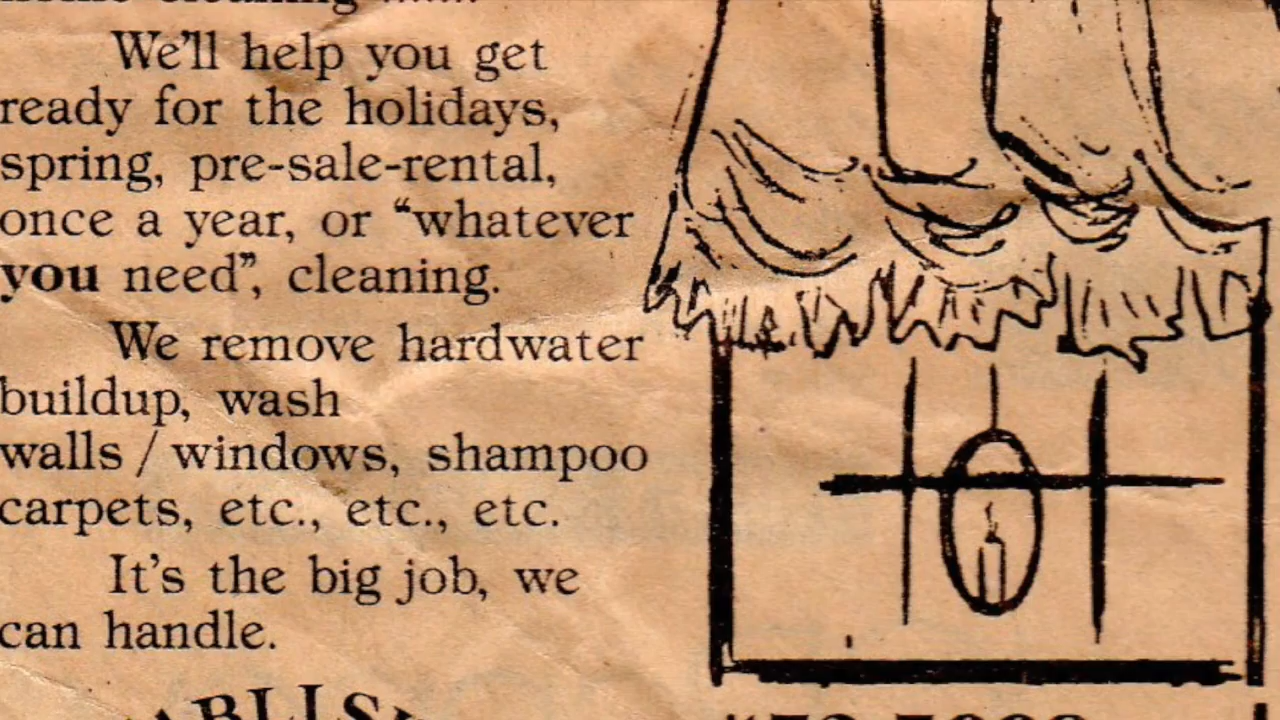 We'll help you get
ready for the holidays,
spring, pre-sale-rental,
once a year, or “whatever
you need”, cleaning.
We remove hardwater
buildup, wash
walls / windows, shampoo
carpets, etc., etc., etc.
It's the big job, we
can handle.